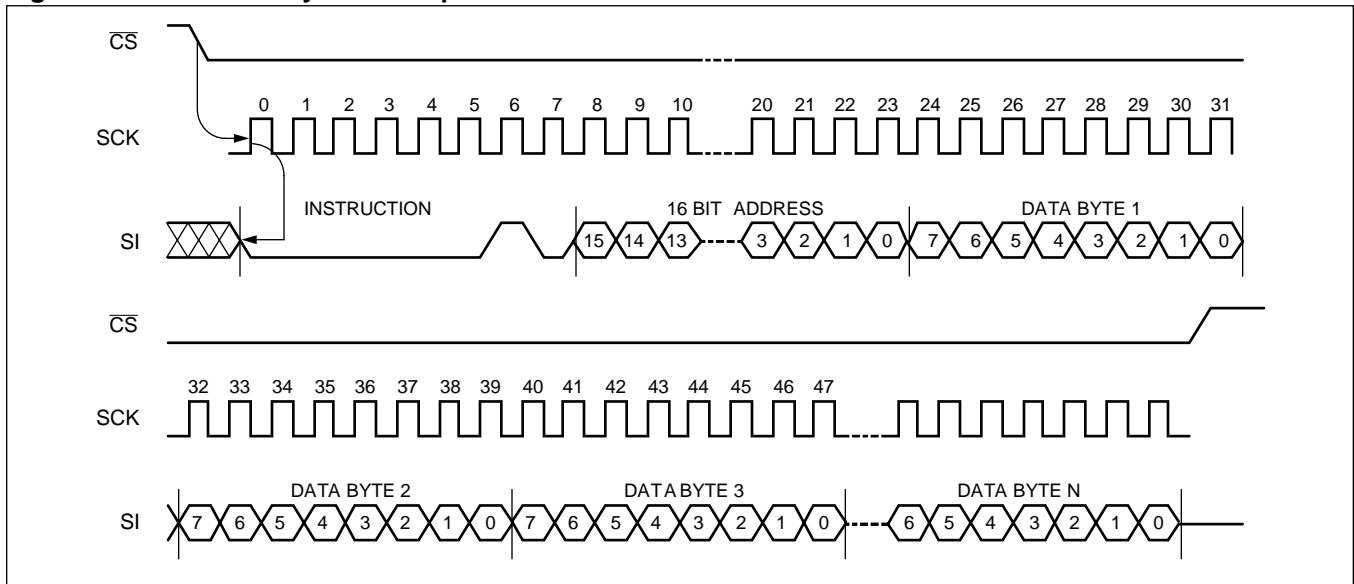 CS
0 1 2 3 4 5 6 7 8 9 10 20 21 22 23 24 25 26 27 28 29 30 31
SCK
INSTRUCTION 16 BIT ADDRESS DATA BYTE 1
SI 15 14 13 3 2 1 0 7 6 5 4 3 2 1 0
CS
32 33 34 35 36 37 38 39 40 41 42 43 44 45 46 47
SCK
DATA BYTE 2 DATA BYTE 3 DATA BYTE N
SI 7 6 5 4 3 2 1 0 7 6 5 4 3 2 1 0 6 5 4 3 2 1 0